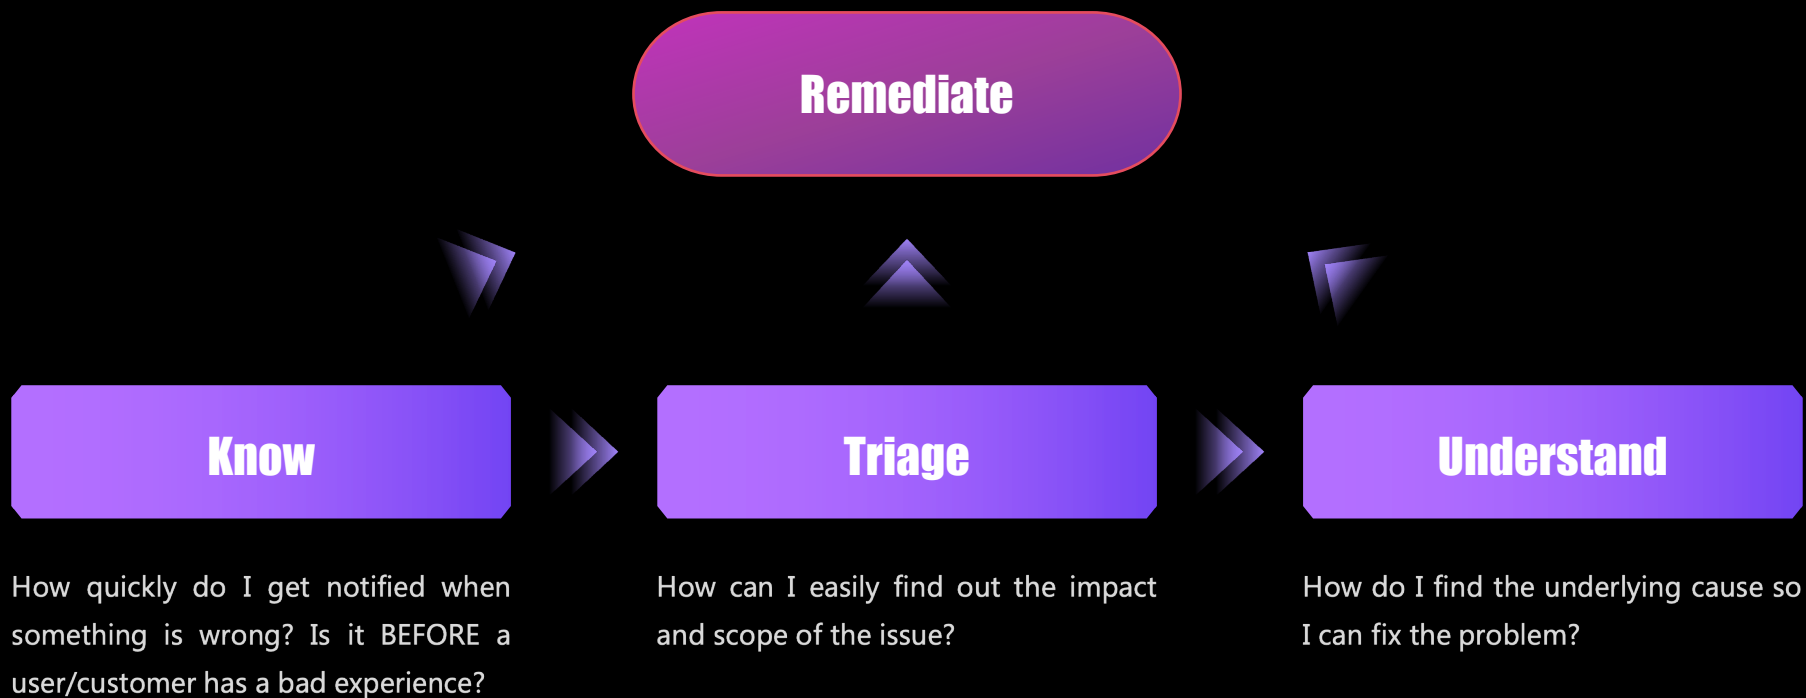 Remediate
Know
Triage
Understand
How quickly do I get notified when
something is wrong? Is it BEFORE a
user/customer has a bad experience?
How can I easily find out the impact
and scope of the issue?
How do I find the underlying cause so
I can fix the problem?